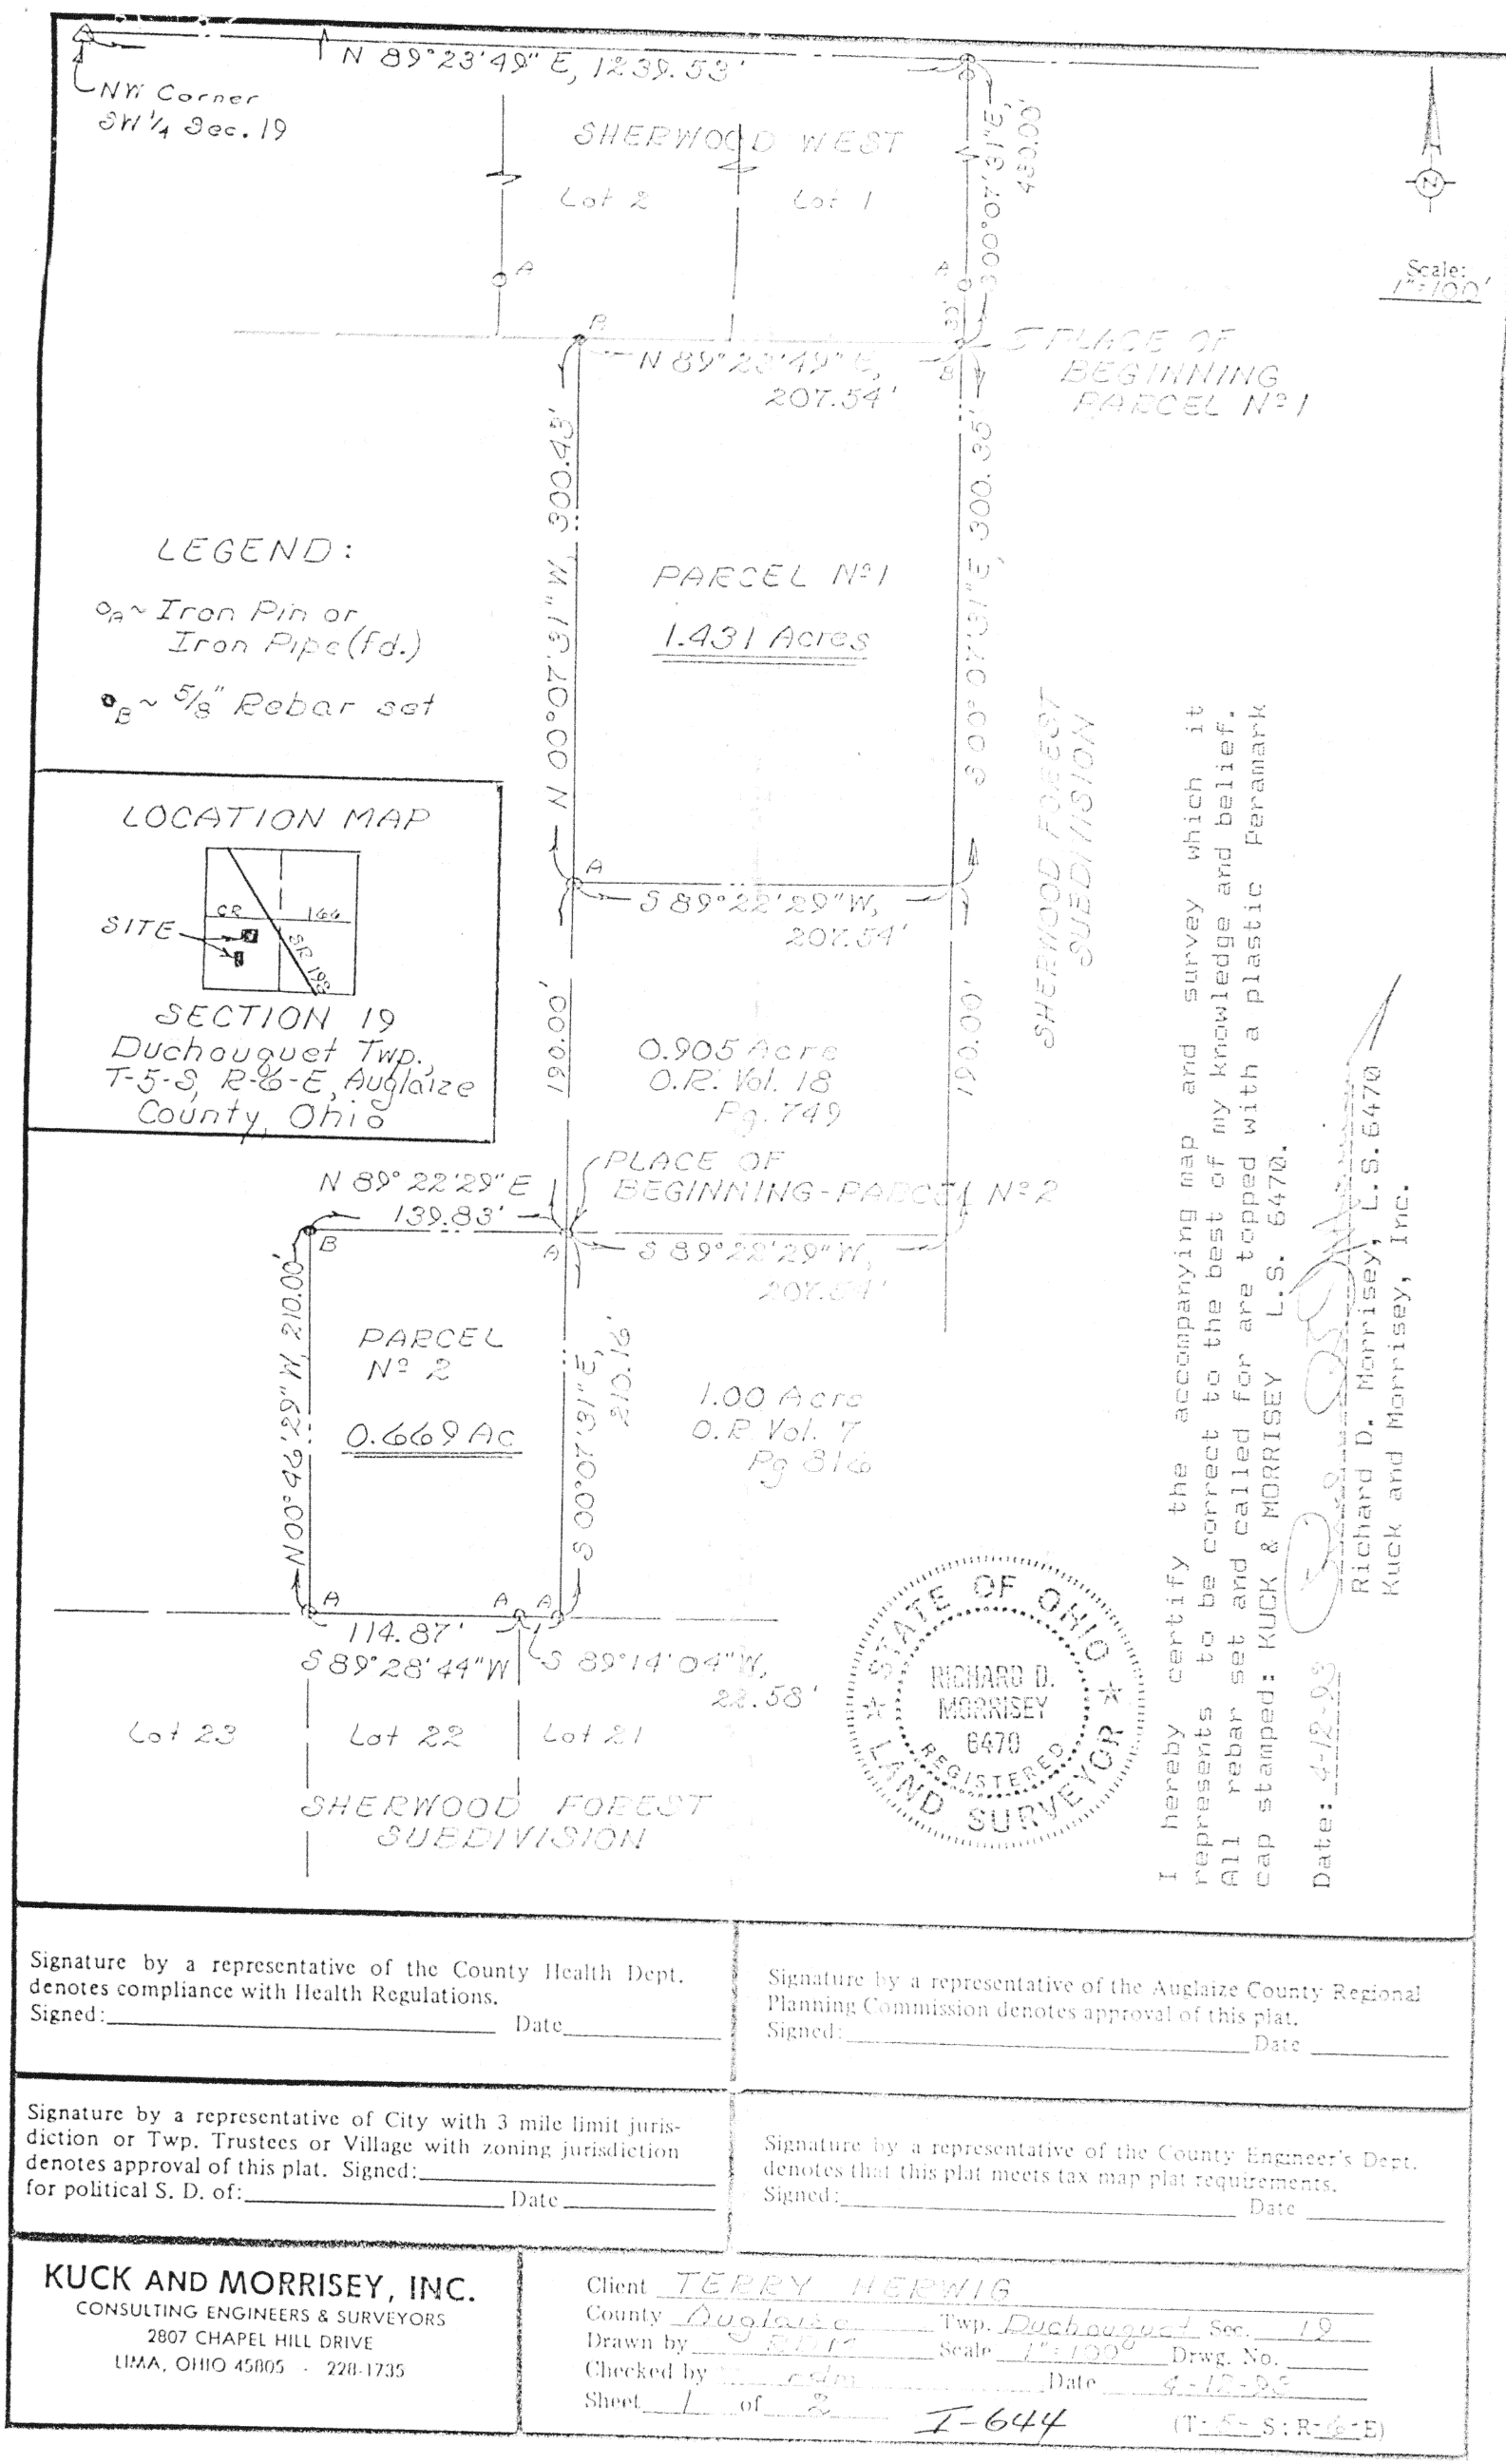 N 89°23'49" E, 1239.53'
NW Corner
SW 1/4 Sec. 19
SHERWOOD WEST
Lot 2
Lot 1
S00°07'31"E,
480.00'
Scale:
1"=100'
N
A
A
30'
B
B
N 89°23'49" E,
207.54'
PLACE OF
BEGINNING
PARCEL Nº 1
N 00°07'31"W, 300.43'
S 00°07'31"E, 300.35'
LEGEND:
A ~ Iron Pin or
Iron Pipe (fd.)
B ~ 5/8" Rebar set
PARCEL Nº 1
1.431 Acres
SHERWOOD FOREST
SUBDIVISION
LOCATION MAP
CR 166
SITE
SR 198
SECTION 19
Duchouquet Twp.,
T-5-S, R-6-E, Auglaize
County, Ohio
A
S 89°22'29"W,
207.54'
190.00'
190.00'
0.905 Acre
O.R. Vol. 18
Pg. 749
PLACE OF
BEGINNING-PARCEL Nº 2
N 89°22'29" E
139.83'
B
A
S 89°22'29"W,
207.54'
N00°46'29"W, 210.00'
S 00°07'31"E,
210.16'
PARCEL
Nº 2
0.669 Ac
1.00 Acre
O.R. Vol. 7
Pg 816
A
A
A
114.87'
S 89°28'44"W
S 89°14'04"W,
22.58'
Lot 23
Lot 22
Lot 21
SHERWOOD FOREST
SUBDIVISION
STATE OF OHIO
RICHARD D.
MORRISEY
6470
REGISTERED
LAND SURVEYOR
I hereby certify the accompanying map and survey which it
represents to be correct to the best of my knowledge and belief.
All rebar set and called for are topped with a plastic Peramark
cap stamped: KUCK & MORRISEY L.S. 6470.
Date: 4-12-93
Richard D. Morrisey, L.S.6470
Kuck and Morrisey, Inc.
Signature by a representative of the County Health Dept.
denotes compliance with Health Regulations.
Signed: Date
Signature by a representative of the Auglaize County Regional
Planning Commission denotes approval of this plat.
Signed: Date
Signature by a representative of City with 3 mile limit juris-
diction or Twp. Trustees or Village with zoning jurisdiction
denotes approval of this plat. Signed:
for political S. D. of: Date
Signature by a representative of the County Engineer's Dept.
denotes that this plat meets tax map plat requirements.
Signed: Date
KUCK AND MORRISEY, INC.
CONSULTING ENGINEERS & SURVEYORS
2807 CHAPEL HILL DRIVE
LIMA, OHIO 45805 - 228-1735
Client TERRY HERWIG
County Auglaize Twp. Duchouquet Sec. 19
Drawn by Scale 1"=100' Drwg. No.
Checked by rdm Date 4-12-93
Sheet 1 of 2
I-644
(T-5-S : R-6-E)